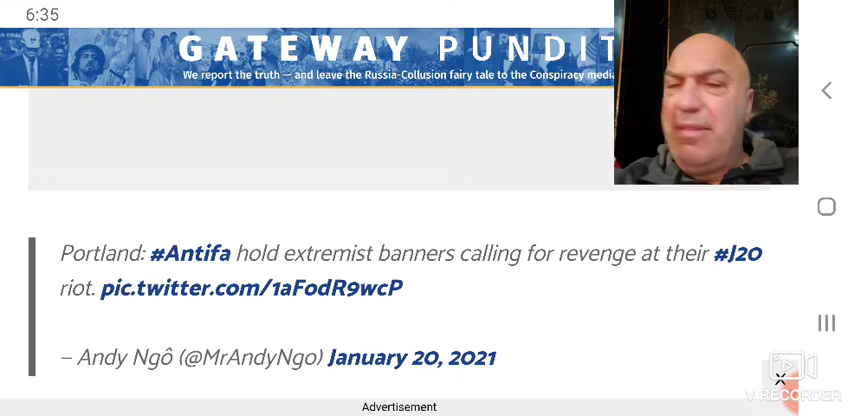 6:35
GATEWAY PUNDIT
We report the truth — and leave the Russia-Collusion fairy tale to the Conspiracy media
Portland: #Antifa hold extremist banners calling for revenge at their #J20
riot. pic.twitter.com/1aFodR9wcP
– Andy Ngô (@MrAndyNgo) January 20, 2021
X
V RECORDER
Advertisement